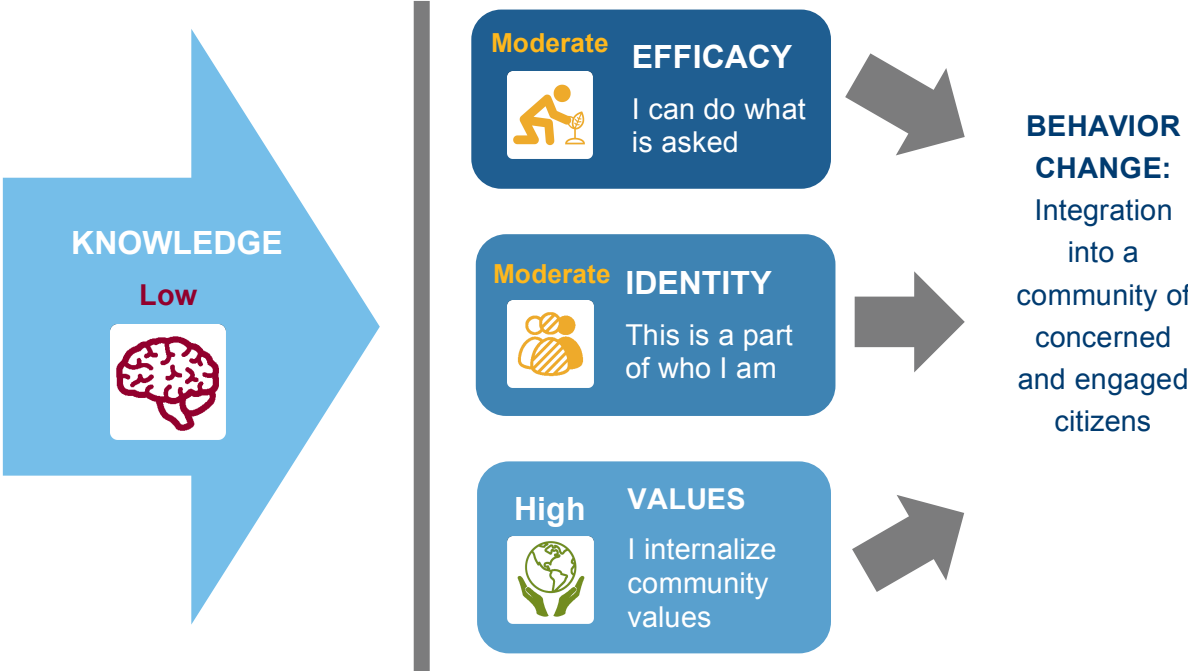 KNOWLEDGE
Low
Moderate
EFFICACY
I can do what
is asked
Moderate
IDENTITY
This is a part
of who I am
High
VALUES
I internalize
community
values
BEHAVIOR
CHANGE:
Integration
into a
community of
concerned
and engaged
citizens